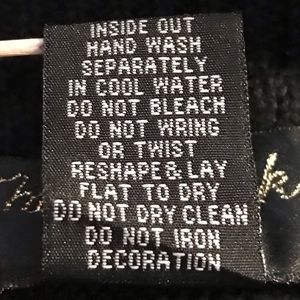 INSIDE OUT
HAND WASH
SEPARATELY
IN COOL WATER
DO NOT BLEACH
DO NOT WRING
OR TWIST
RESHAPE & LAY
FLAT TO DRY
DO NOT DRY CLEAN
DO NOT IRON
DECORATION